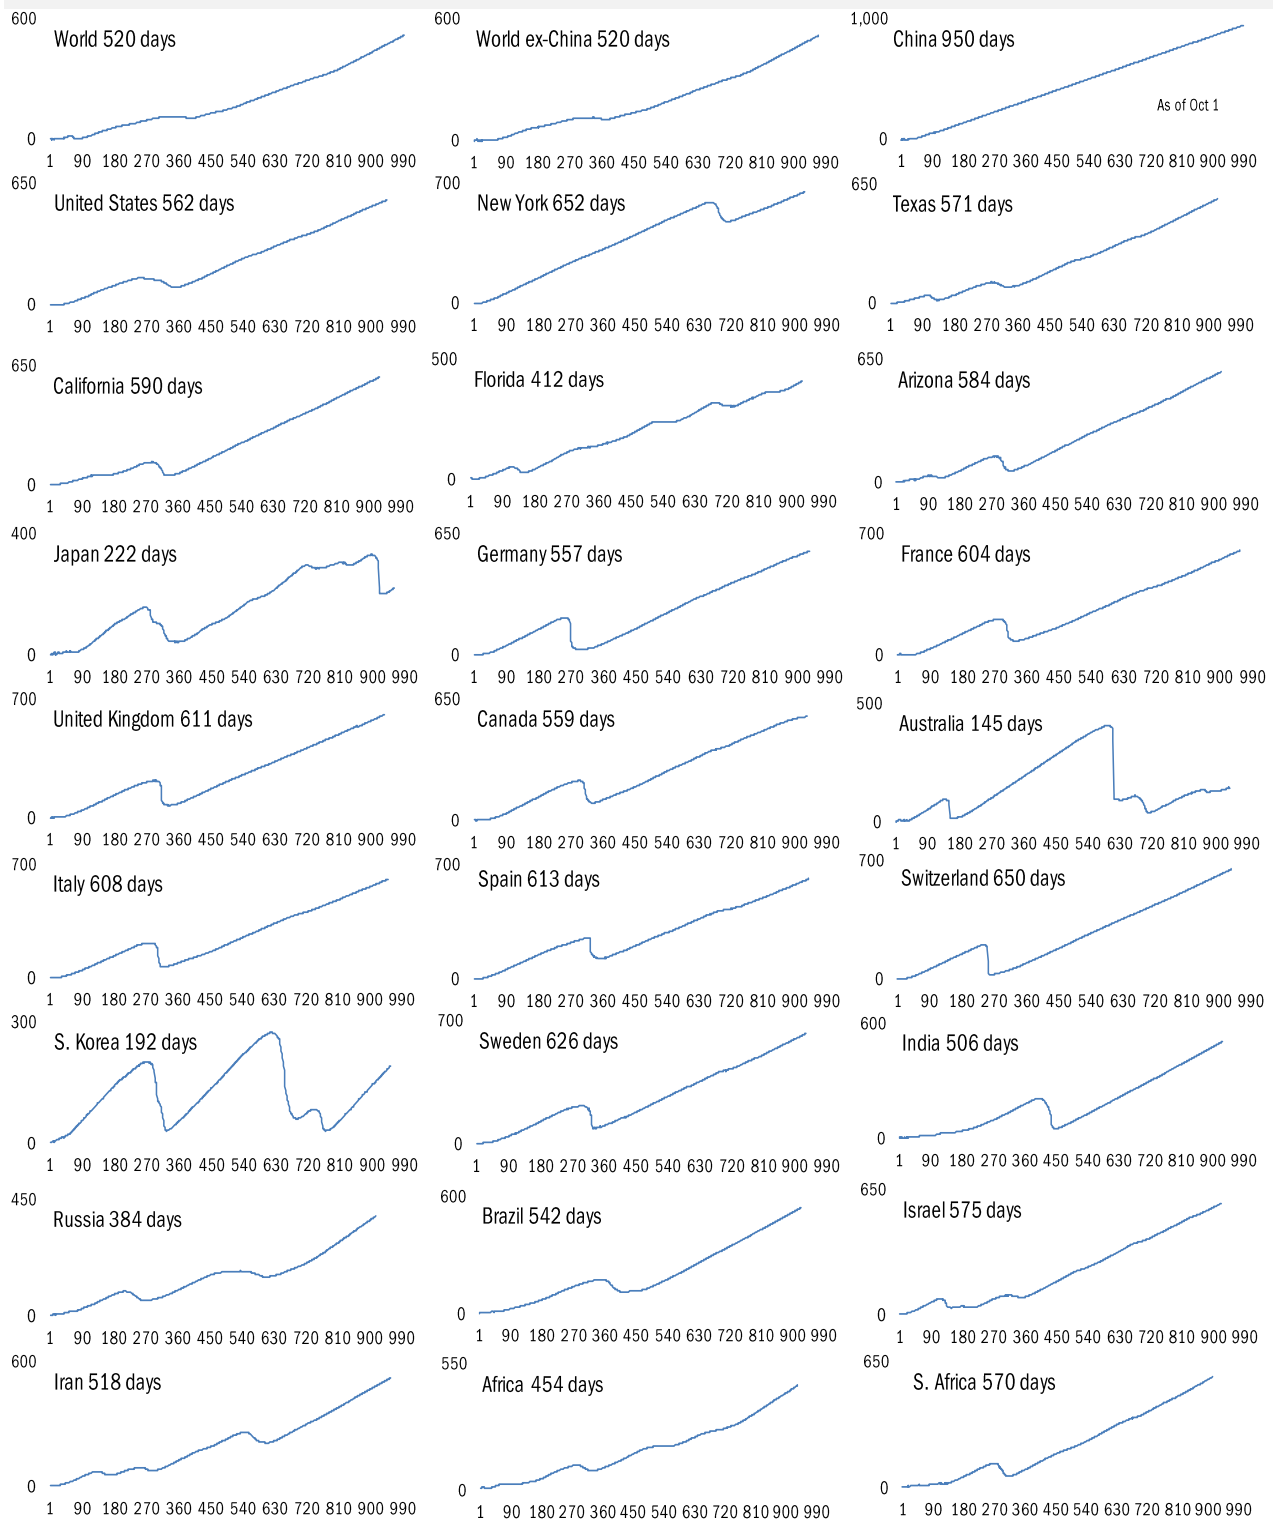 600 600 1,000
World 520 days World ex-China 520 days China 950 days
As of Oct 1
0 0 0
1 90 180 270 360 450 540 630 720 810 900 990 1 90 180 270 360 450 540 630 720 810 900 990 1 90 180 270 360 450 540 630 720 810 900 990
650 700 650
United States 562 days New York 652 days Texas 571 days
0 0 0
1 90 180 270 360 450 540 630 720 810 900 990 1 90 180 270 360 450 540 630 720 810 900 990 1 90 180 270 360 450 540 630 720 810 900 990
650 500 650
California 590 days Florida 412 days Arizona 584 days
0 0 0
1 90 180 270 360 450 540 630 720 810 900 990 1 90 180 270 360 450 540 630 720 810 900 990 1 90 180 270 360 450 540 630 720 810 900 990
400 650 700
Japan 222 days Germany 557 days France 604 days
0 0 0
1 90 180 270 360 450 540 630 720 810 900 990 1 90 180 270 360 450 540 630 720 810 900 990 1 90 180 270 360 450 540 630 720 810 900 990
700 650 500
United Kingdom 611 days Canada 559 days Australia 145 days
0 0 0
1 90 180 270 360 450 540 630 720 810 900 990 1 90 180 270 360 450 540 630 720 810 900 990 1 90 180 270 360 450 540 630 720 810 900 990
700 700 700
Italy 608 days Spain 613 days Switzerland 650 days
0 0 0
1 90 180 270 360 450 540 630 720 810 900 990 1 90 180 270 360 450 540 630 720 810 900 990 1 90 180 270 360 450 540 630 720 810 900 990
300 700 600
S. Korea 192 days Sweden 626 days India 506 days
0 0 0
1 90 180 270 360 450 540 630 720 810 900 990 1 90 180 270 360 450 540 630 720 810 900 990 1 90 180 270 360 450 540 630 720 810 900 990
450 600 650
Russia 384 days Brazil 542 days Israel 575 days
0 0 0
1 90 180 270 360 450 540 630 720 810 900 990 1 90 180 270 360 450 540 630 720 810 900 990 1 90 180 270 360 450 540 630 720 810 900 990
600 550 650
Iran 518 days Africa 454 days S. Africa 570 days
0 0 0
1 90 180 270 360 450 540 630 720 810 900 990 1 90 180 270 360 450 540 630 720 810 900 990 1 90 180 270 360 450 540 630 720 810 900 990